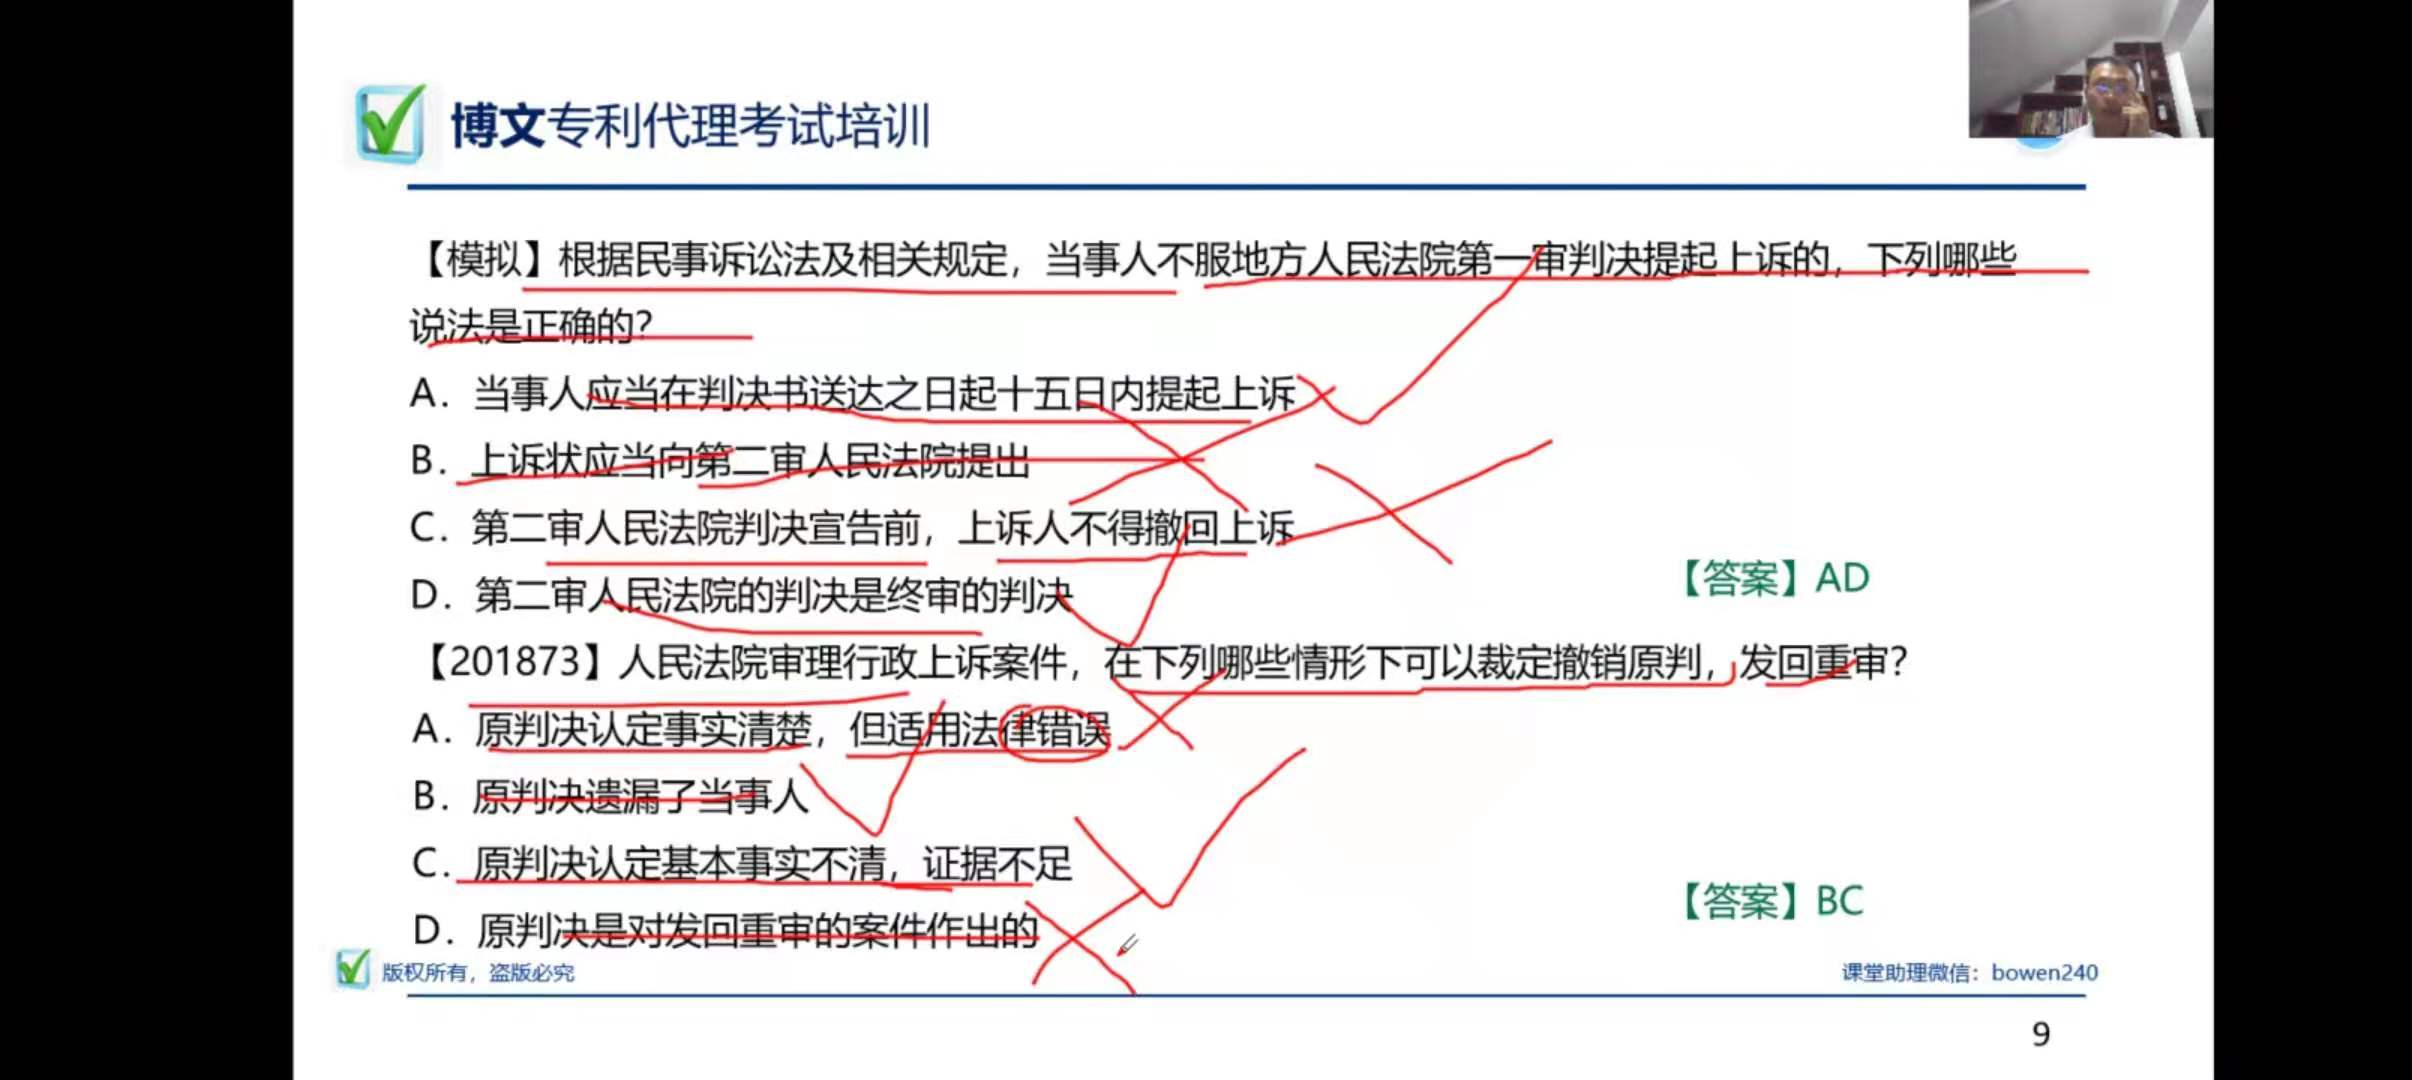 博文专利代理考试培训
【模拟】根据民事诉讼法及相关规定，当事人不服地方人民法院第一审判决提起上诉的，下列哪些
说法是正确的？
A. 当事人应当在判决书送达之日起十五日内提起上诉
B. 上诉状应当向第二审人民法院提出
C. 第二审人民法院判决宣告前，上诉人不得撤回上诉
D. 第二审人民法院的判决是终审的判决
【答案】AD
【201873】人民法院审理行政上诉案件，在下列哪些情形下可以裁定撤销原判，发回重审？
A. 原判决认定事实清楚，但适用法律错误
B. 原判决遗漏了当事人
C. 原判决认定基本事实不清，证据不足
D. 原判决是对发回重审的案件作出的
【答案】BC
版权所有，盗版必究
课堂助理微信：bowen240
9